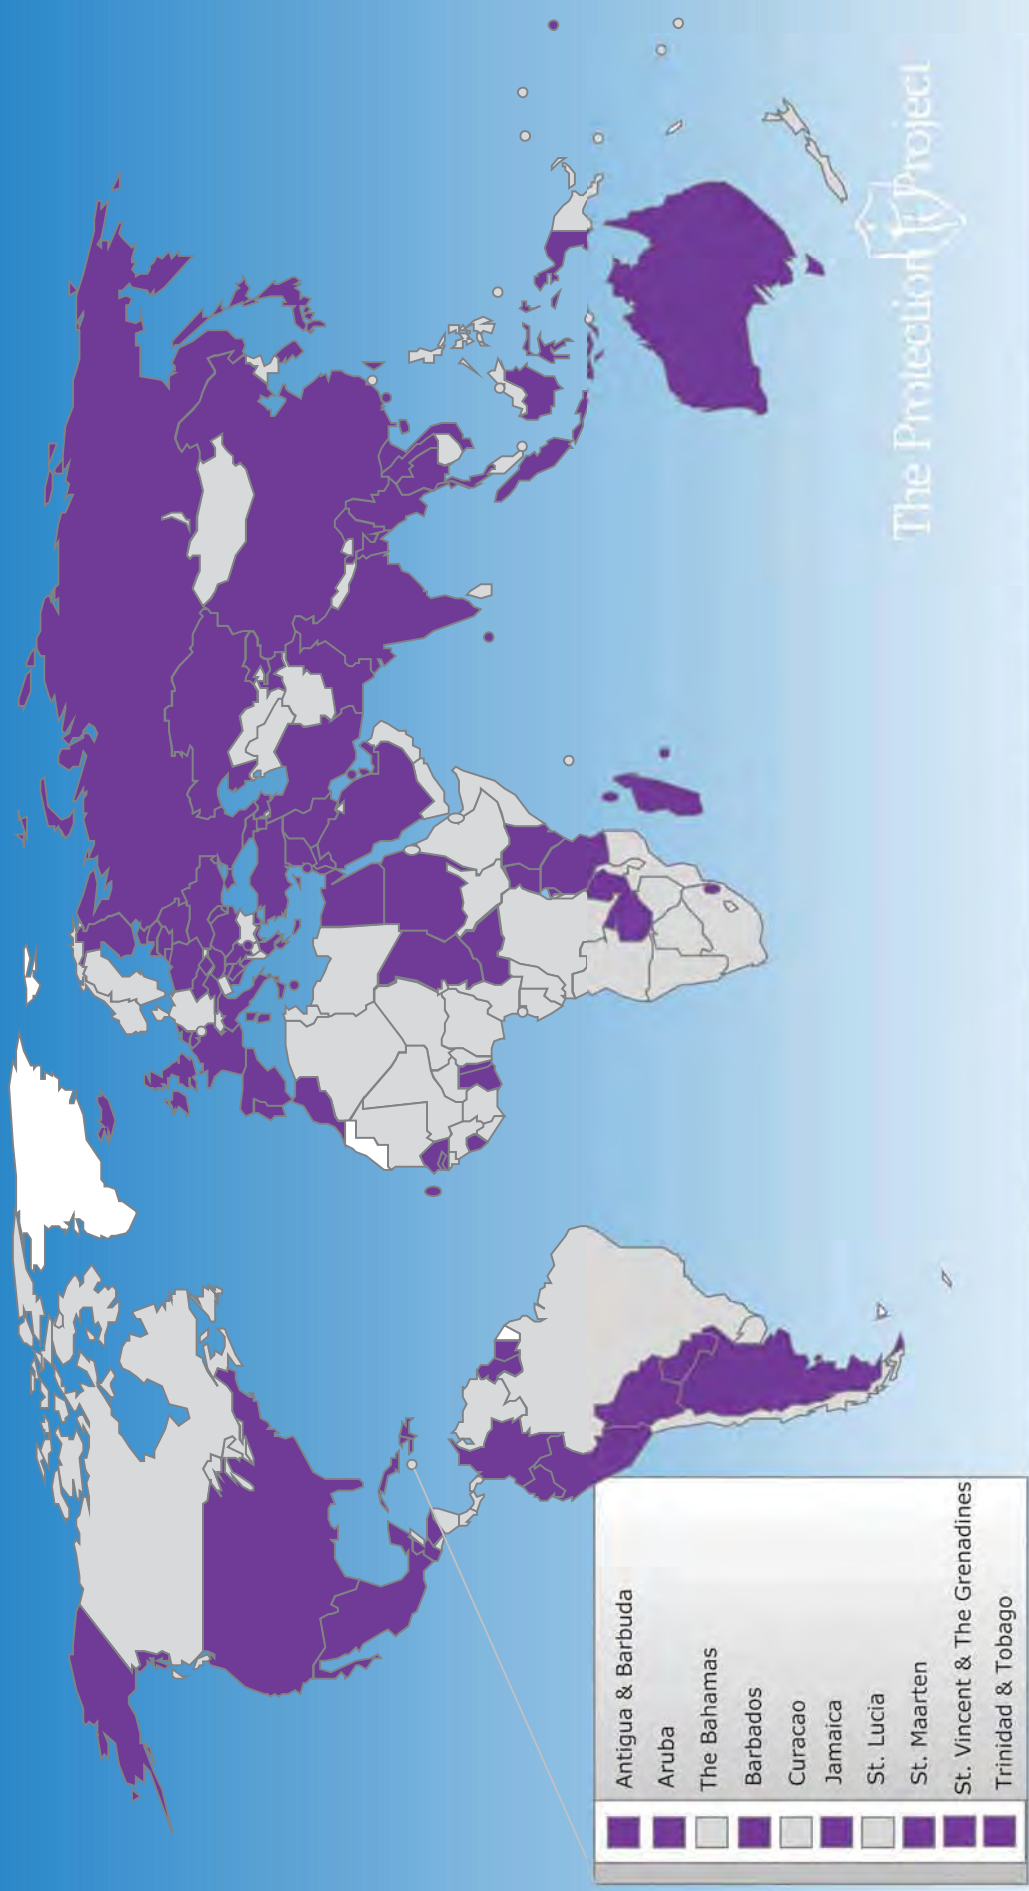 The Protection Project
Antigua & Barbuda
Aruba
The Bahamas
Barbados
Curacao
Jamaica
St. Lucia
St. Maarten
St. Vincent & The Grenadines
Trinidad & Tobago